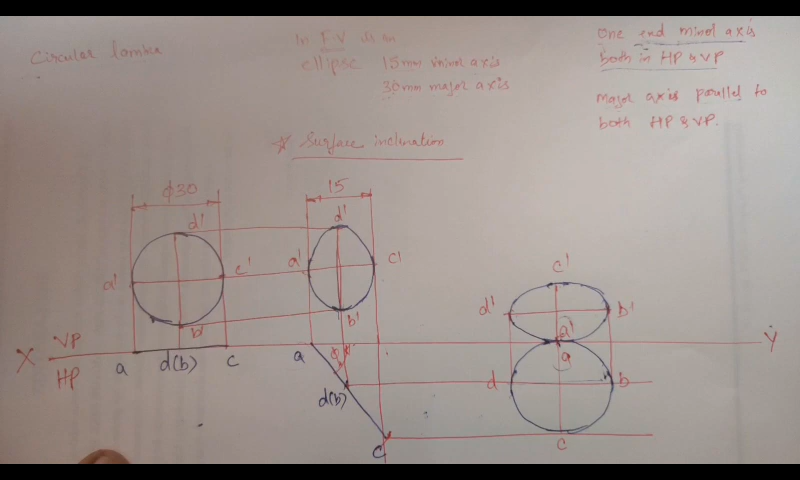 Circular lamina
In F V it is an
ellipse 15mm minor axis
30mm major axis
One end minor axis
both in HP & VP
Major axis parallel to
both HP & VP.
* Surface inclination
ϕ30
15
d'
d'
a'
c'
a'
c'
b'
b'
c'
d'
b'
a'
X
VP
HP
a
d(b)
c
a
d(b)
c
a
d
b
c
Y